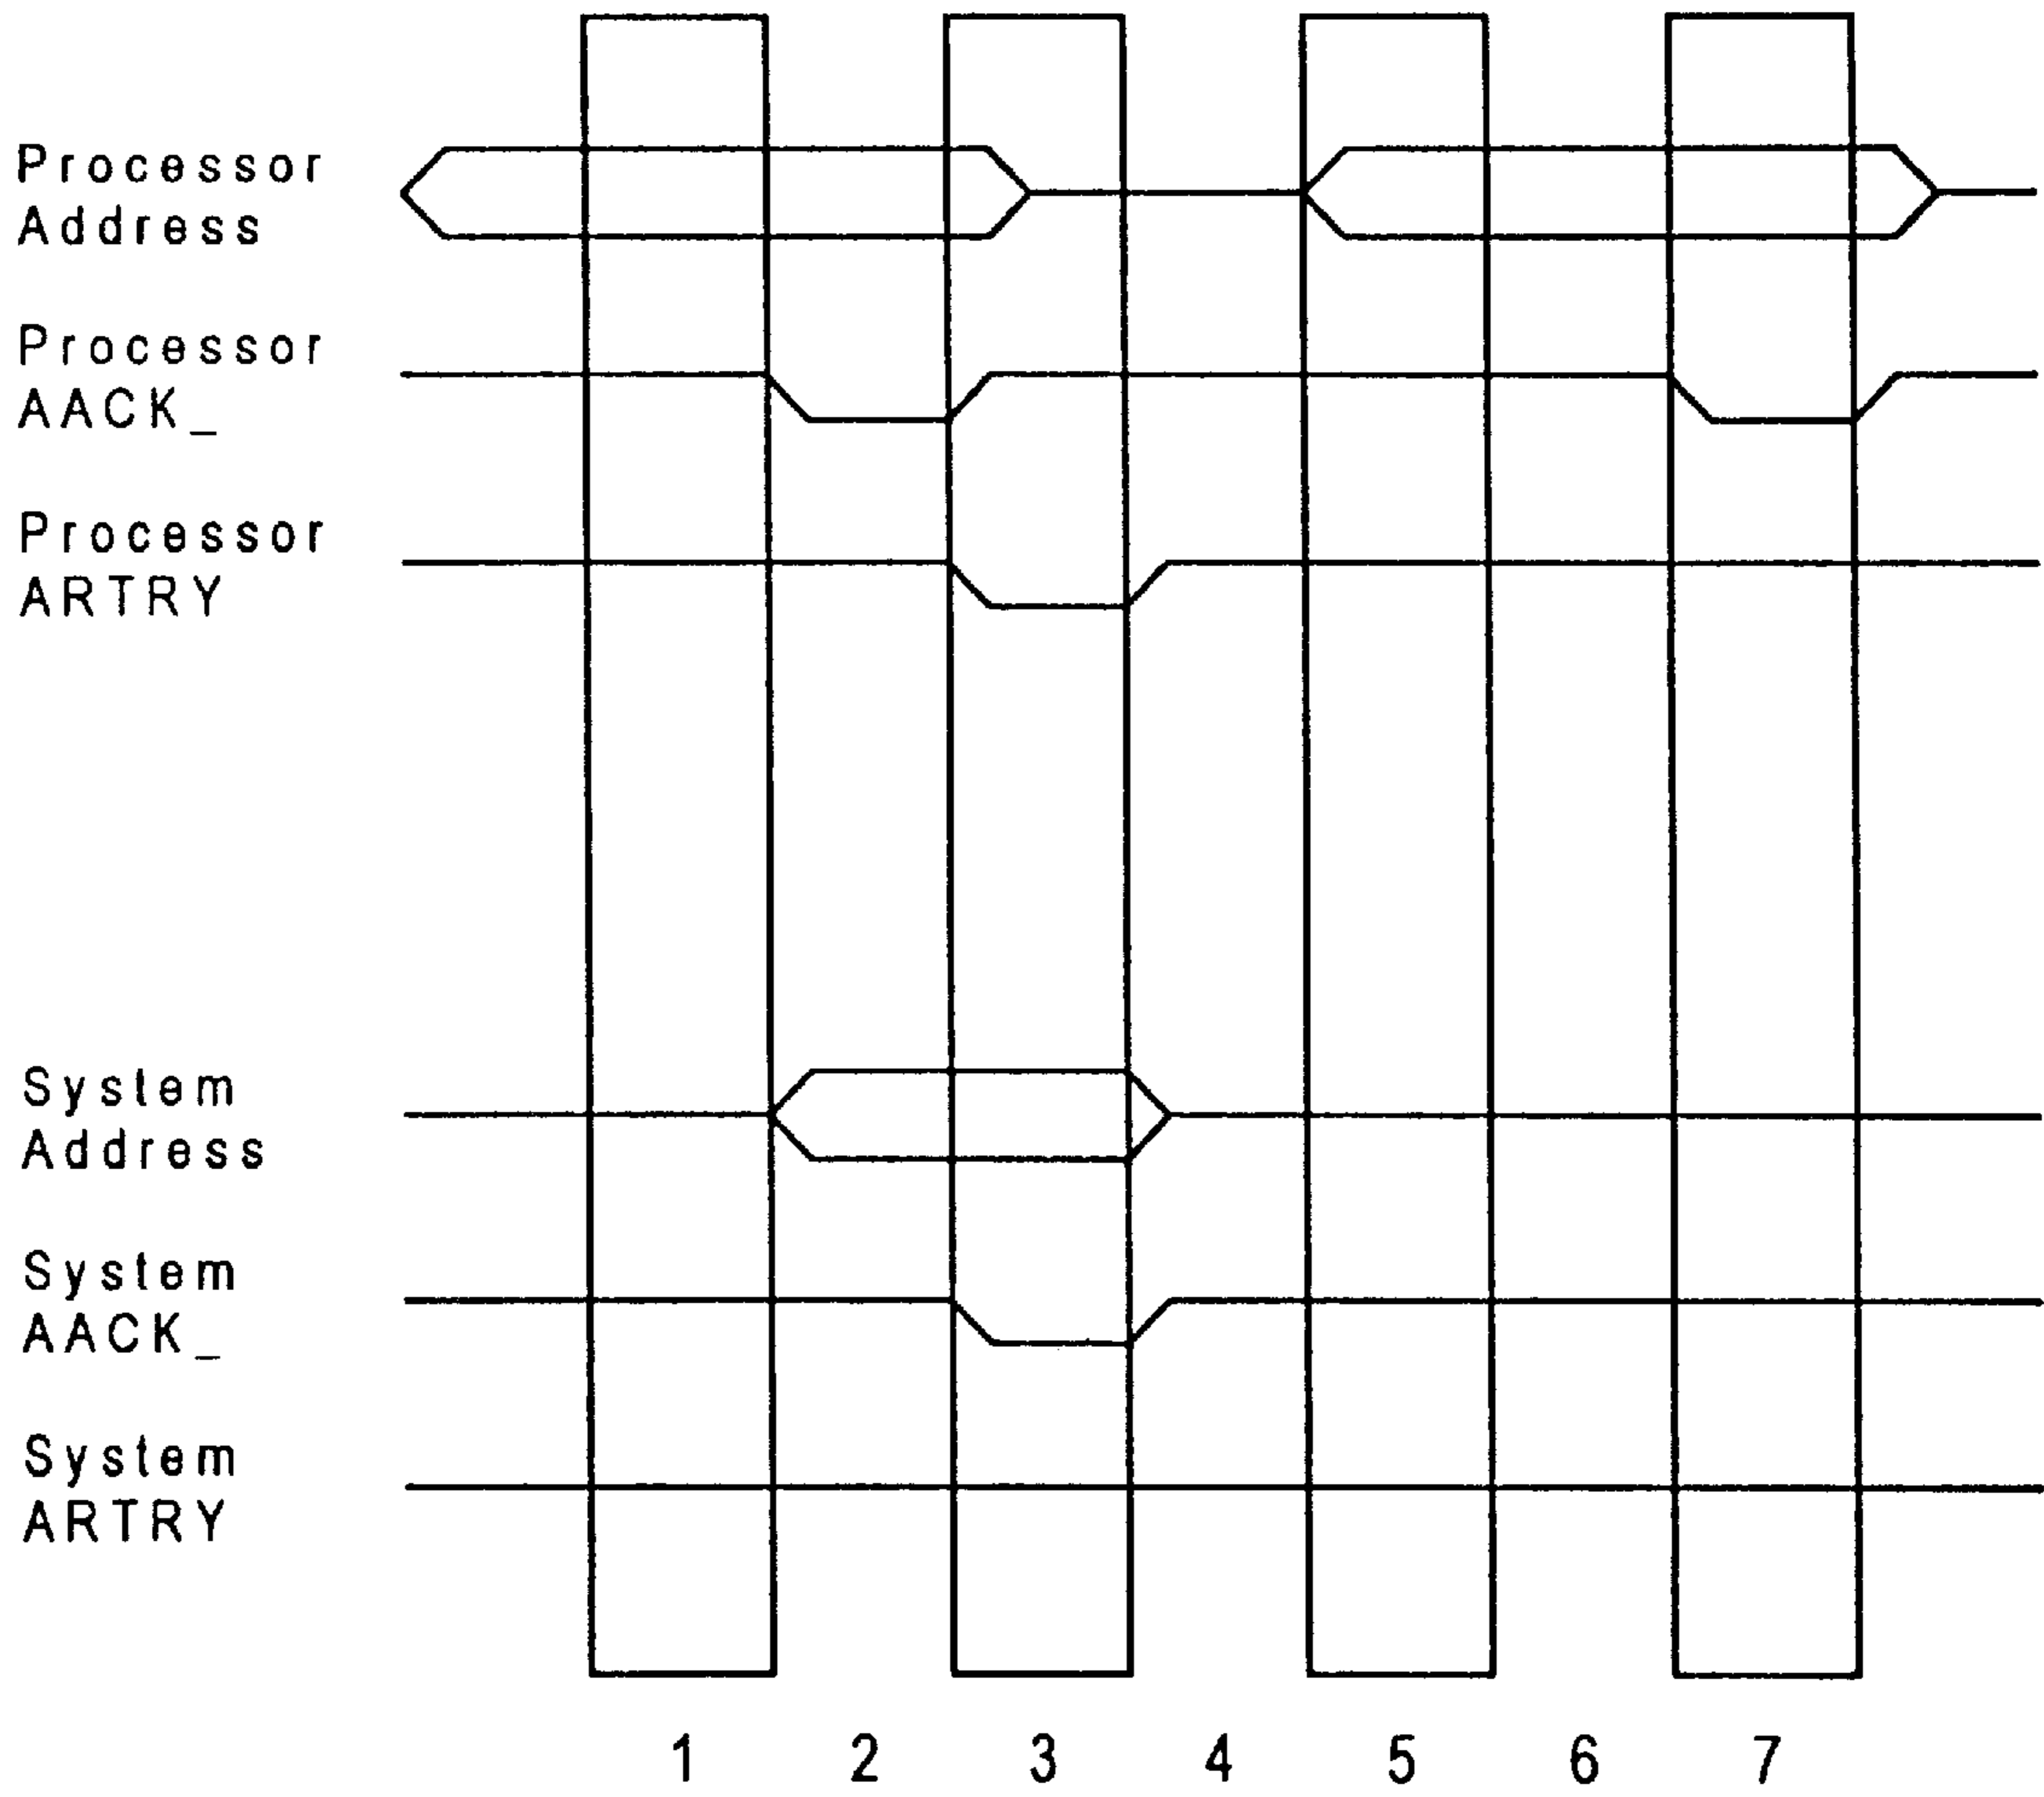 Processor
Address
Processor
AACK_
Processor
ARTRY
System
Address
System
AACK_
System
ARTRY
1 2 3 4 5 6 7